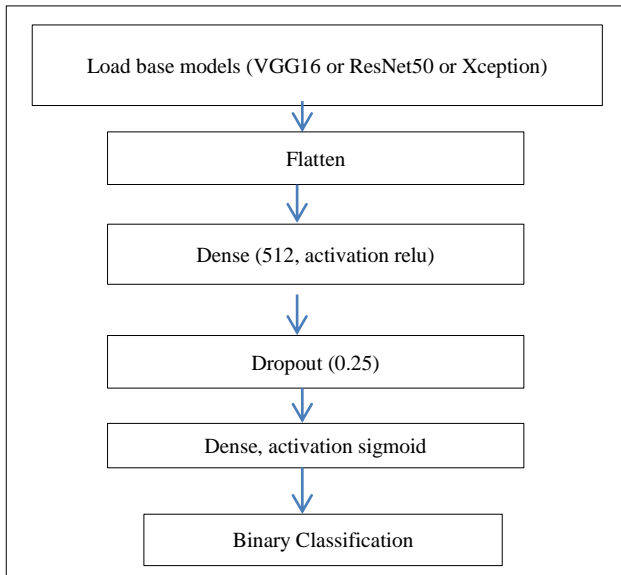 Load base models (VGG16 or ResNet50 or Xception)
Flatten
Dense (512, activation relu)
Dropout (0.25)
Dense, activation sigmoid
Binary Classification